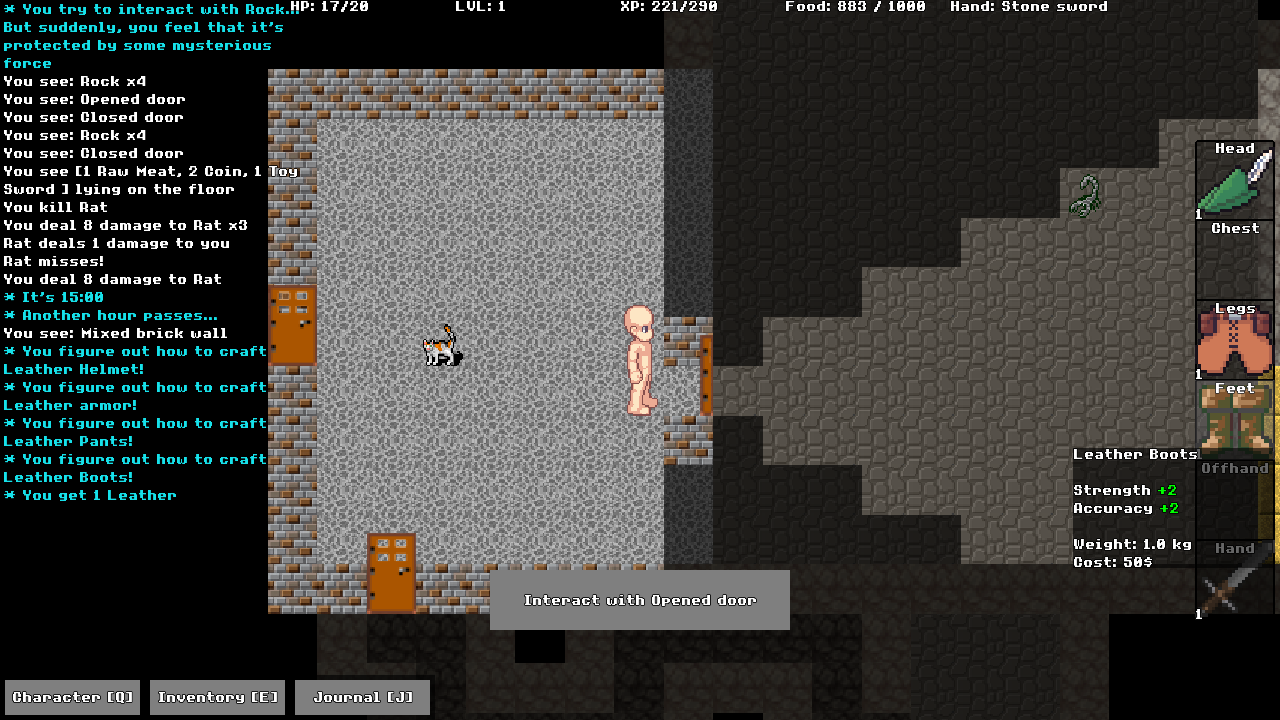 HP: 17/20 LVL: 1 XP: 221/290 Food: 883 / 1000 Hand: Stone sword
* You try to interact with Rock...
But suddenly, you feel that it's
protected by some mysterious
force
You see: Rock x4
You see: Opened door
You see: Closed door
You see: Rock x4
You see: Closed door
You see [1 Raw Meat, 2 Coin, 1 Toy
Sword ] lying on the floor
You kill Rat
You deal 8 damage to Rat x3
Rat deals 1 damage to you
Rat misses!
You deal 8 damage to Rat
* It's 15:00
* Another hour passes...
You see: Mixed brick wall
* You figure out how to craft
Leather Helmet!
* You figure out how to craft
Leather armor!
* You figure out how to craft
Leather Pants!
* You figure out how to craft
Leather Boots!
* You get 1 Leather
Head
1
Chest
Legs
1
Feet
Offhand
Hand
1
Leather Boots
Strength +2
Accuracy +2
Weight: 1.0 kg
Cost: 50$
Interact with Opened door
Character [Q]
Inventory [E]
Journal [J]